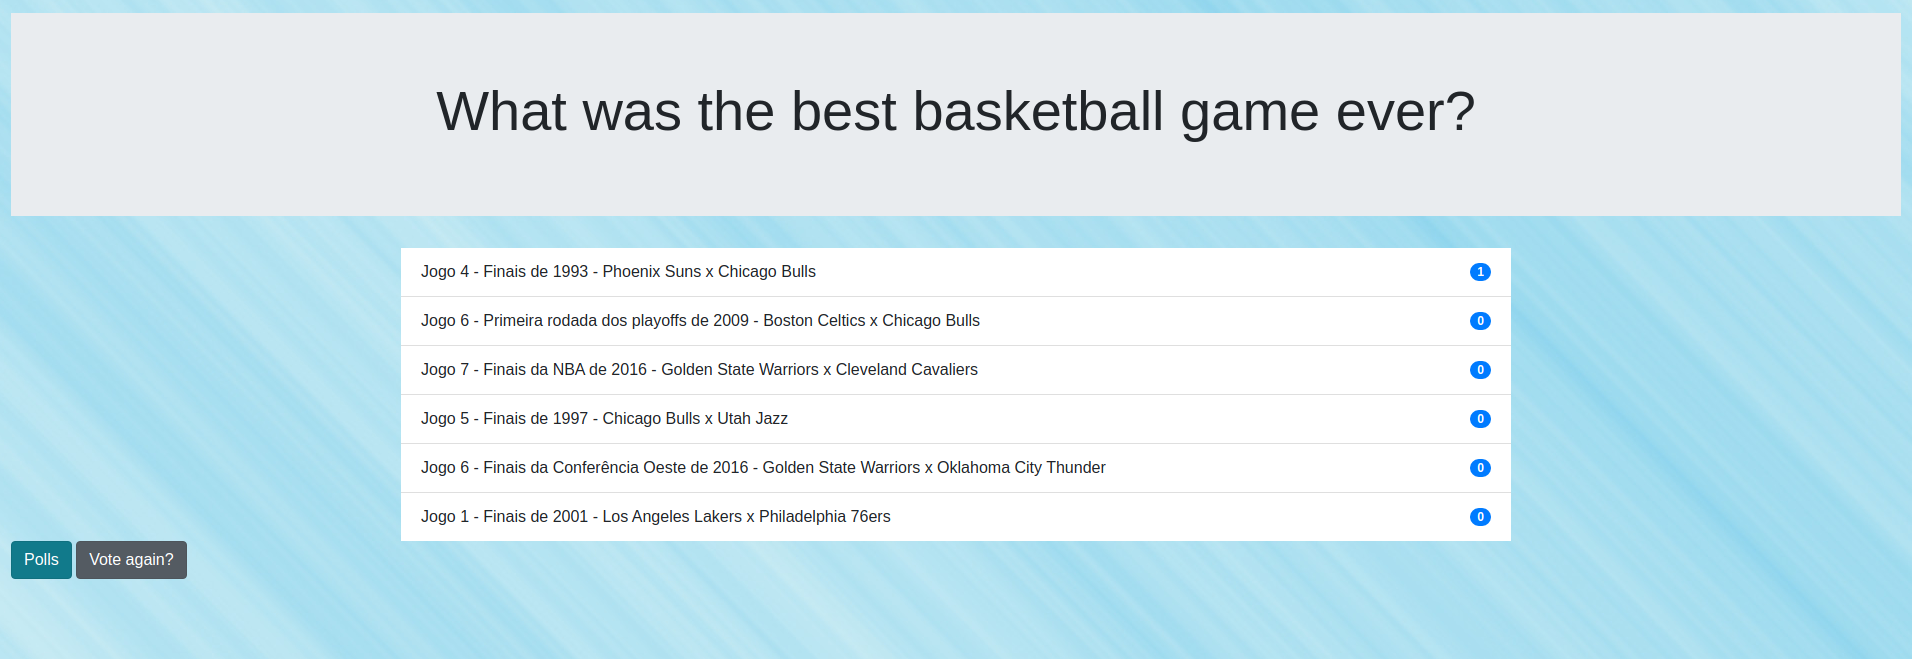 What was the best basketball game ever?
Jogo 4 - Finais de 1993 - Phoenix Suns x Chicago Bulls 1
Jogo 6 - Primeira rodada dos playoffs de 2009 - Boston Celtics x Chicago Bulls 0
Jogo 7 - Finais da NBA de 2016 - Golden State Warriors x Cleveland Cavaliers 0
Jogo 5 - Finais de 1997 - Chicago Bulls x Utah Jazz 0
Jogo 6 - Finais da Conferência Oeste de 2016 - Golden State Warriors x Oklahoma City Thunder 0
Jogo 1 - Finais de 2001 - Los Angeles Lakers x Philadelphia 76ers 0
Polls Vote again?